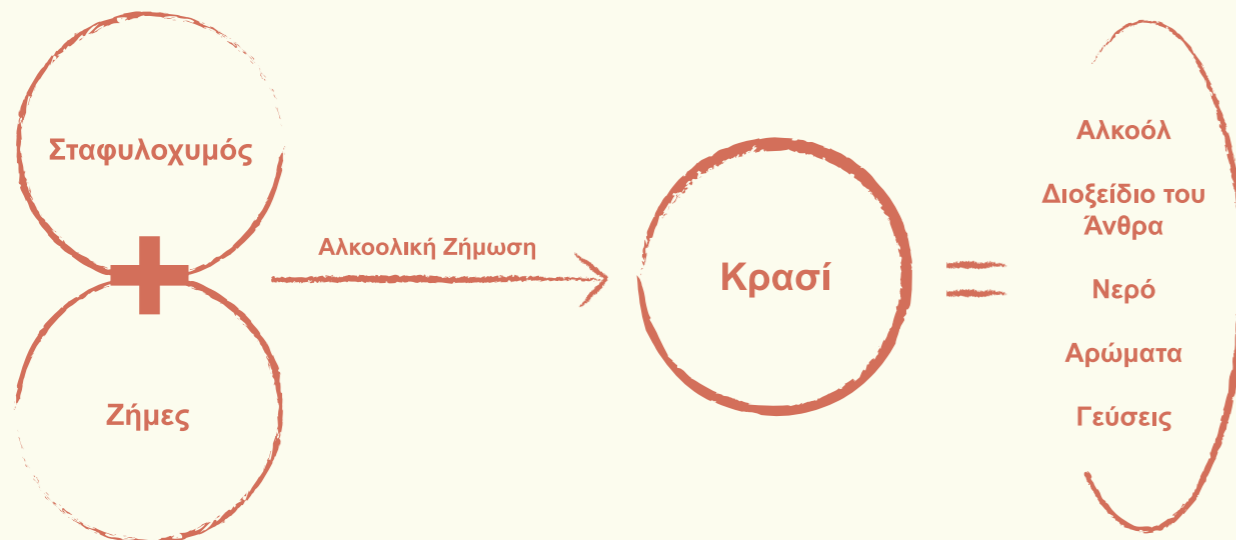 Σταφυλοχυμός
Ζήμες
Αλκοολική Ζήμωση
Κρασί
Αλκοόλ
Διοξείδιο του
Άνθρα
Νερό
Αρώματα
Γεύσεις